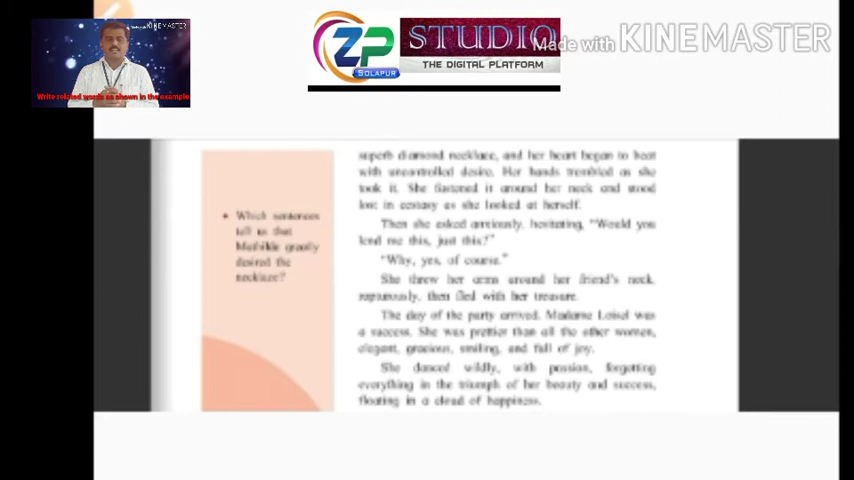 KINEMASTER
Write related words as shown in the example
ZP
SOLAPUR
STUDIO
THE DIGITAL PLATFORM
Made with KINEMASTER
superb diamond necklace, and her heart began to beat
with uncontrolled desire. Her hands trembled as she
took it. She fastened it around her neck and stood
lost in ecstasy as she looked at herself.
Then she asked anxiously, hesitating, “Would you
lend me this, just this?”
“Why, yes, of course.”
She threw her arms around her friend's neck,
rapturously, then fled with her treasure.
The day of the party arrived. Madame Loisel was
a success. She was prettier than all the other women,
elegant, gracious, smiling, and full of joy.
She danced wildly, with passion, forgetting
everything in the triumph of her beauty and success,
floating in a cloud of happiness.
• Which sentences
tell us that
Mathilde greatly
desired the
necklace?